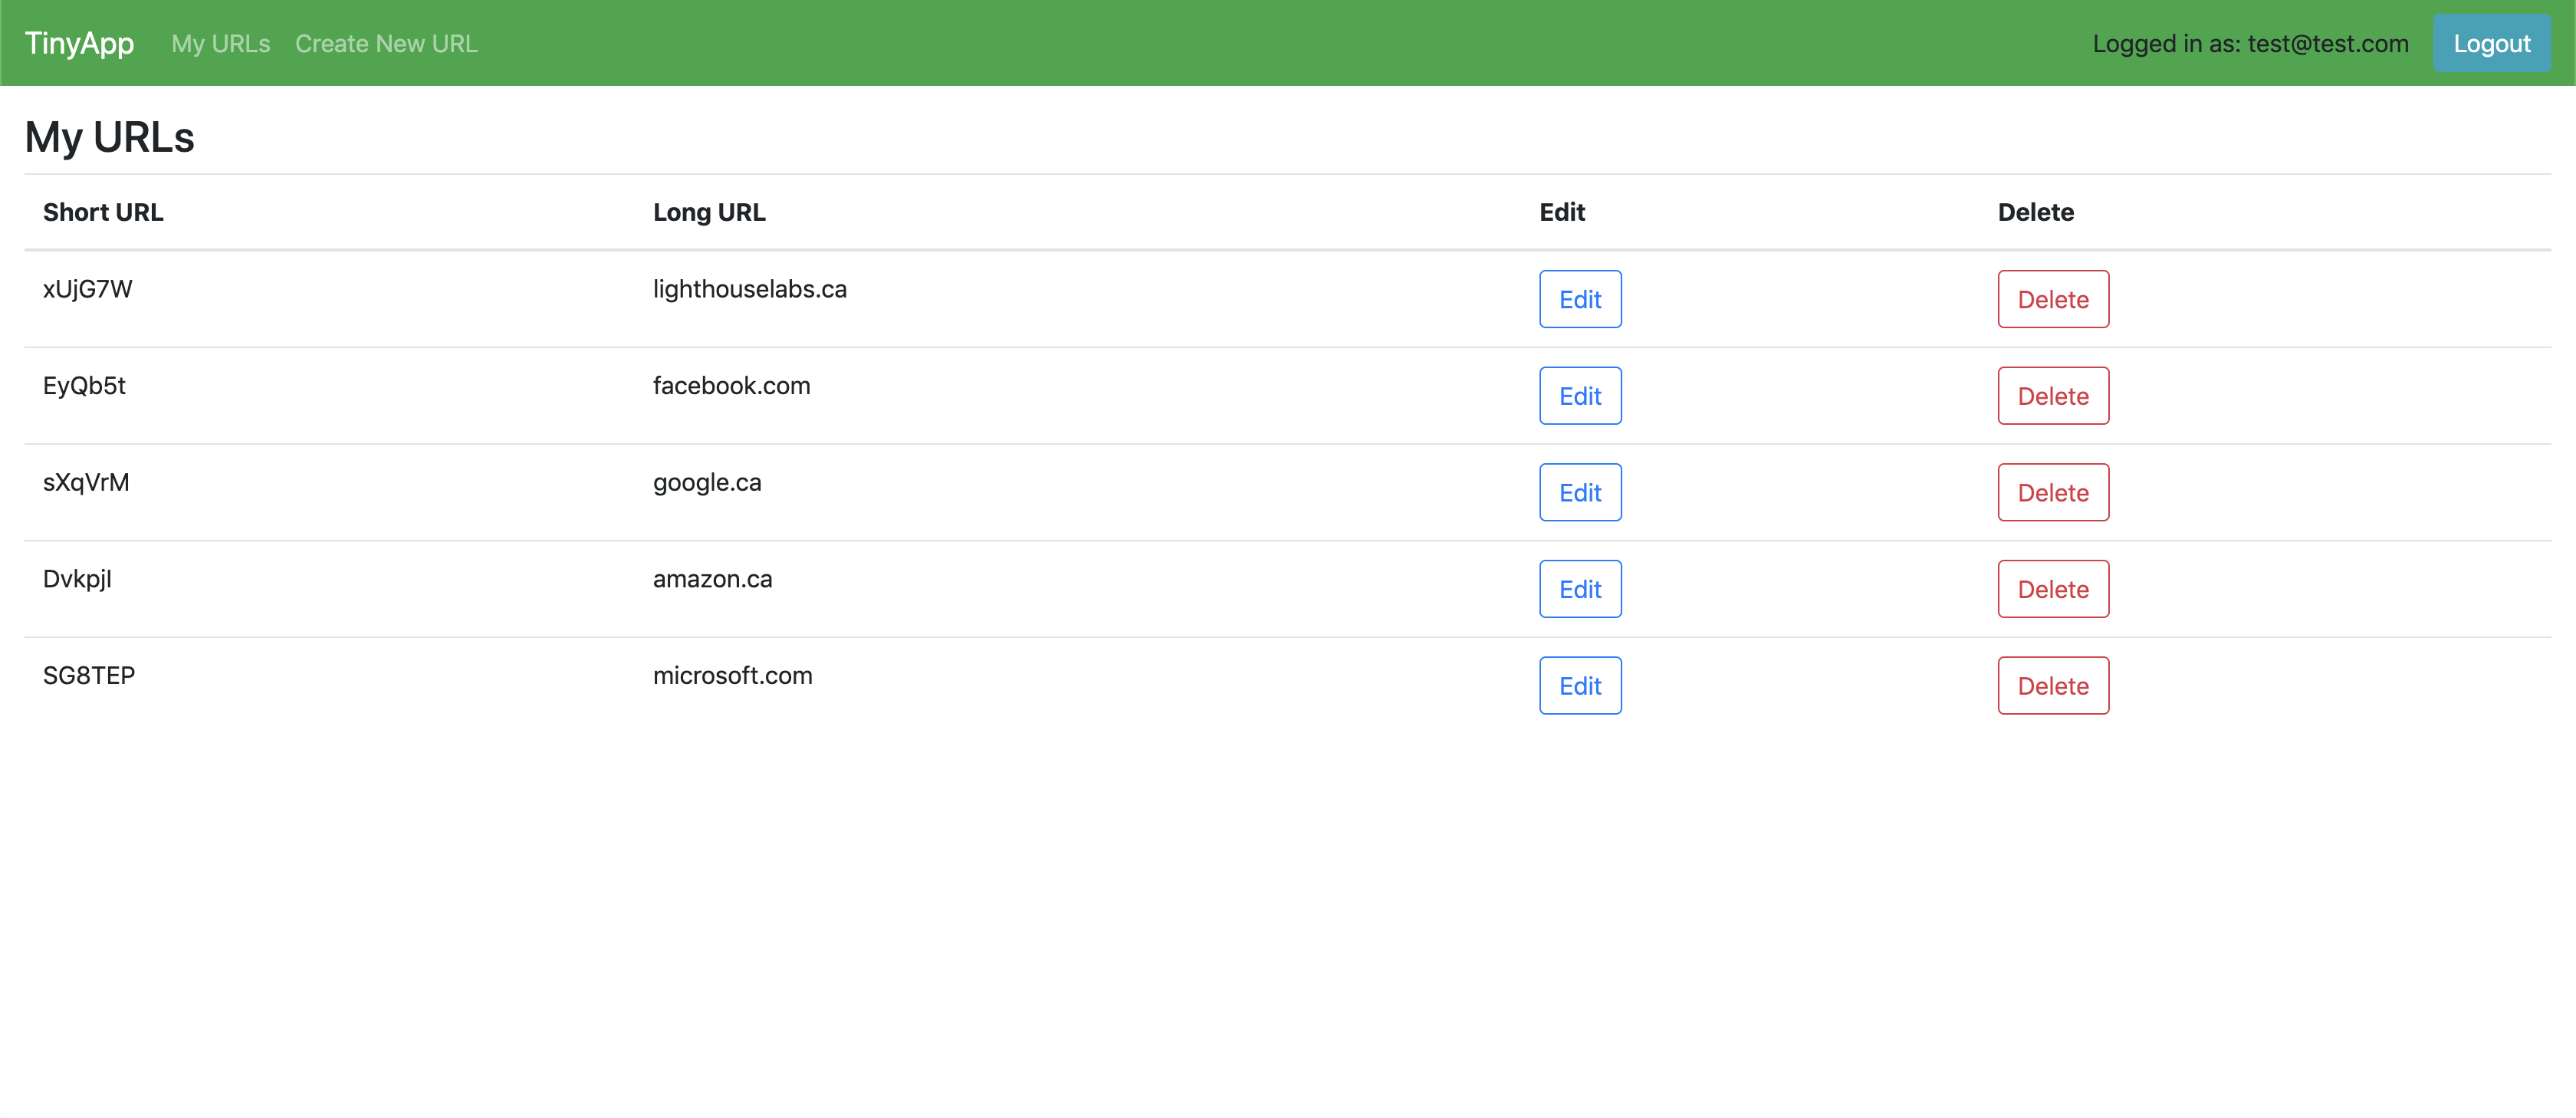 TinyApp My URLs Create New URL Logged in as: test@test.com Logout
My URLs
Short URL Long URL Edit Delete
xUjG7W lighthouselabs.ca Edit Delete
EyQb5t facebook.com Edit Delete
sXqVrM google.ca Edit Delete
DvkpjI amazon.ca Edit Delete
SG8TEP microsoft.com Edit Delete